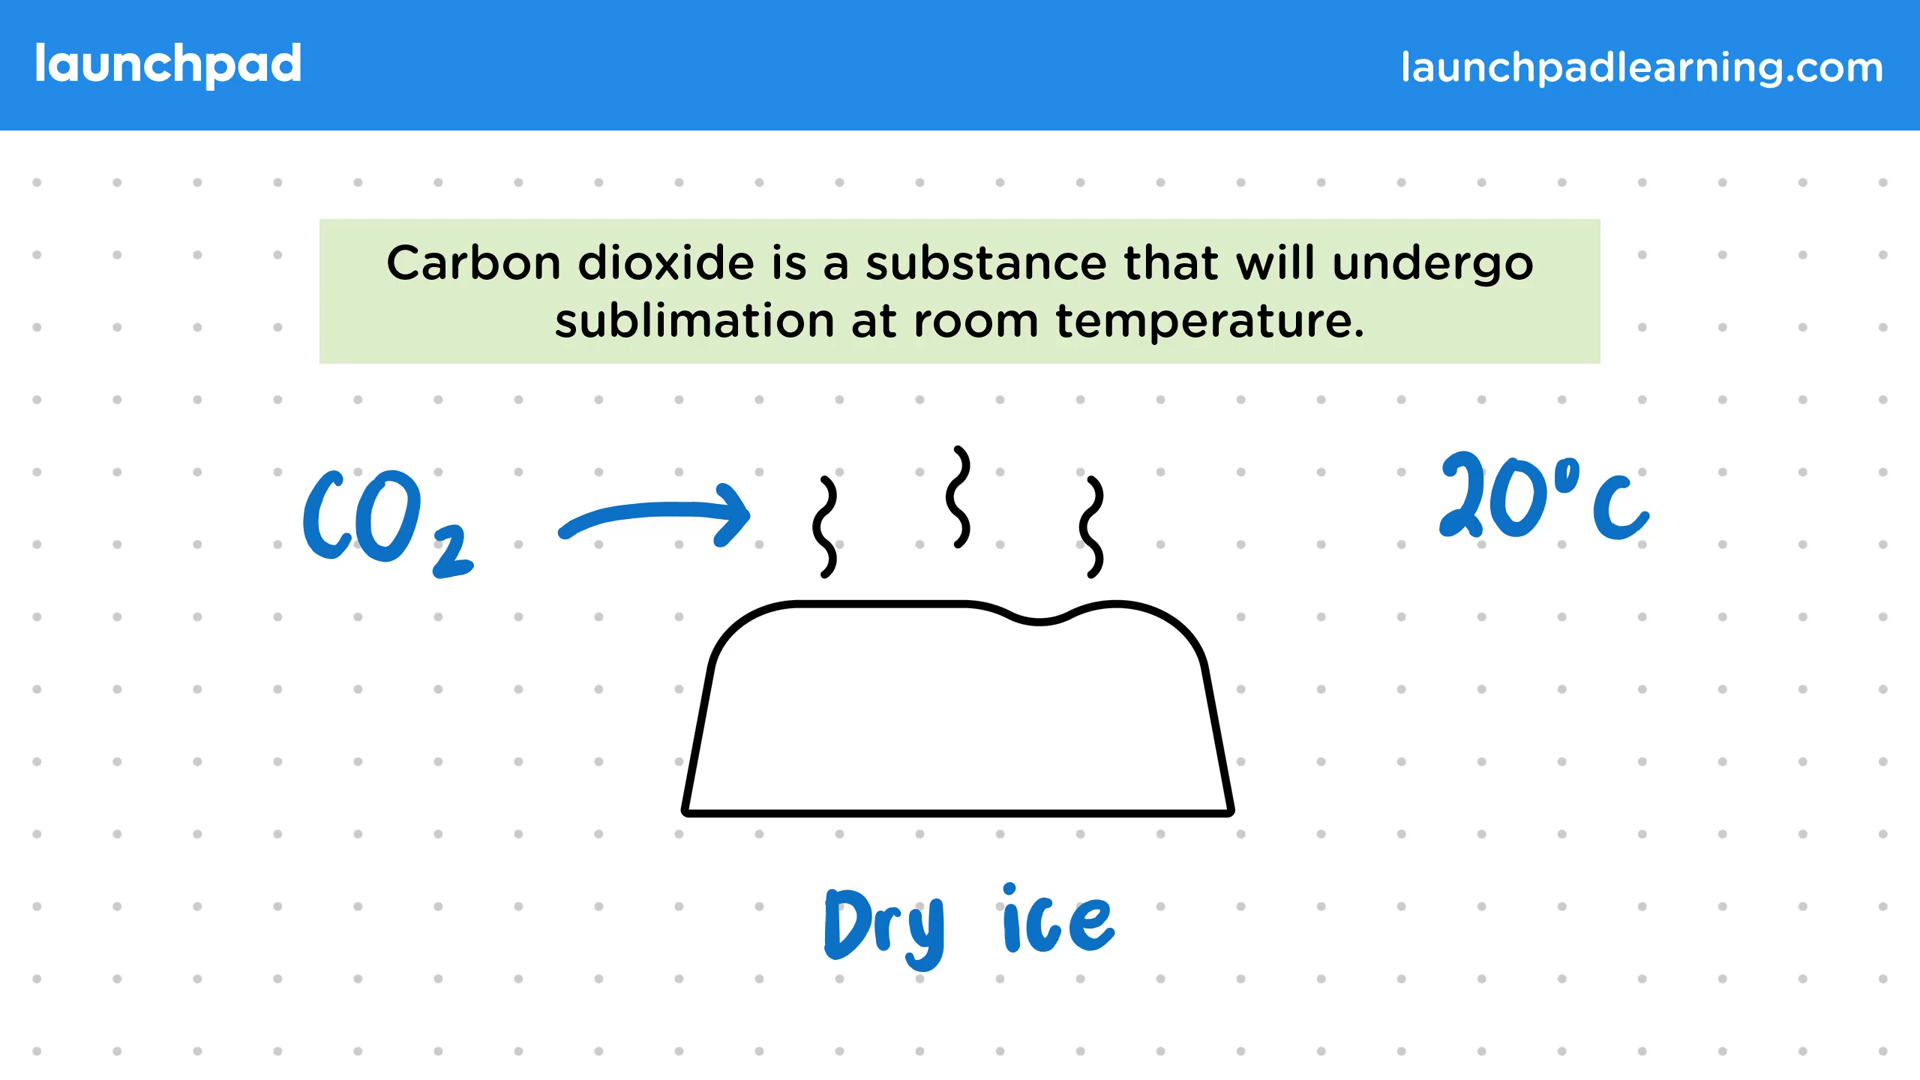 launchpad
launchpadlearning.com
Carbon dioxide is a substance that will undergo
sublimation at room temperature.
CO₂
20°C
Dry ice